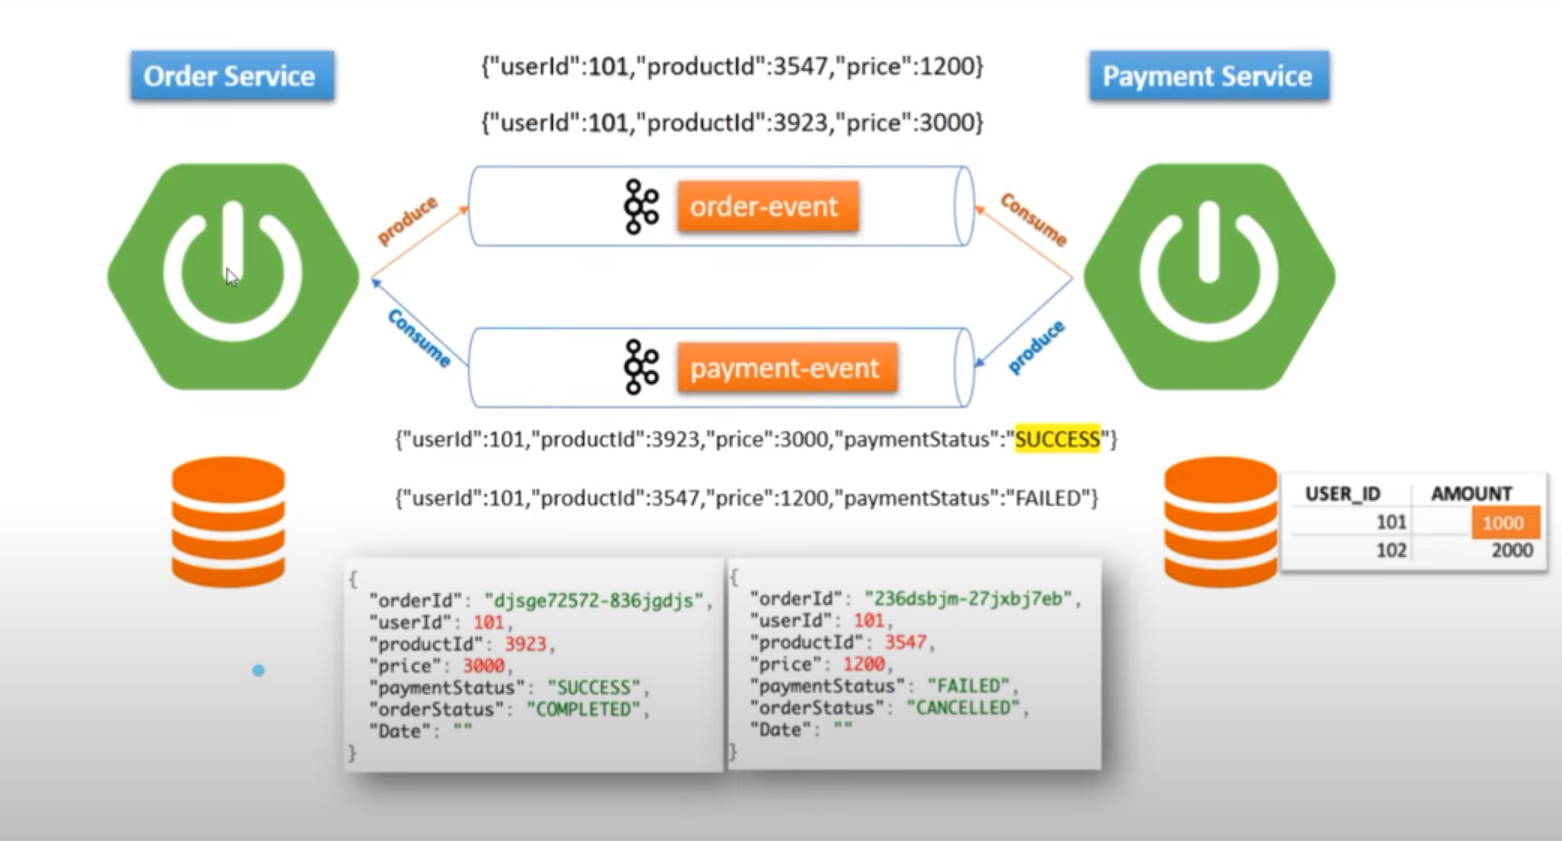 Order Service
{"userId":101,"productId":3547,"price":1200}
Payment Service
{"userId":101,"productId":3923,"price":3000}
produce
order-event
Consume
Consume
payment-event
produce
{"userId":101,"productId":3923,"price":3000,"paymentStatus":"SUCCESS"}
{"userId":101,"productId":3547,"price":1200,"paymentStatus":"FAILED"}
USER_ID AMOUNT
101 1000
102 2000
{
"orderId": "djsge72572-836jgdjs",
"userId": 101,
"productId": 3923,
"price": 3000,
"paymentStatus": "SUCCESS",
"orderStatus": "COMPLETED",
"Date": ""
}
{
"orderId": "236dsbjm-27jxbj7eb",
"userId": 101,
"productId": 3547,
"price": 1200,
"paymentStatus": "FAILED",
"orderStatus": "CANCELLED",
"Date": ""
}